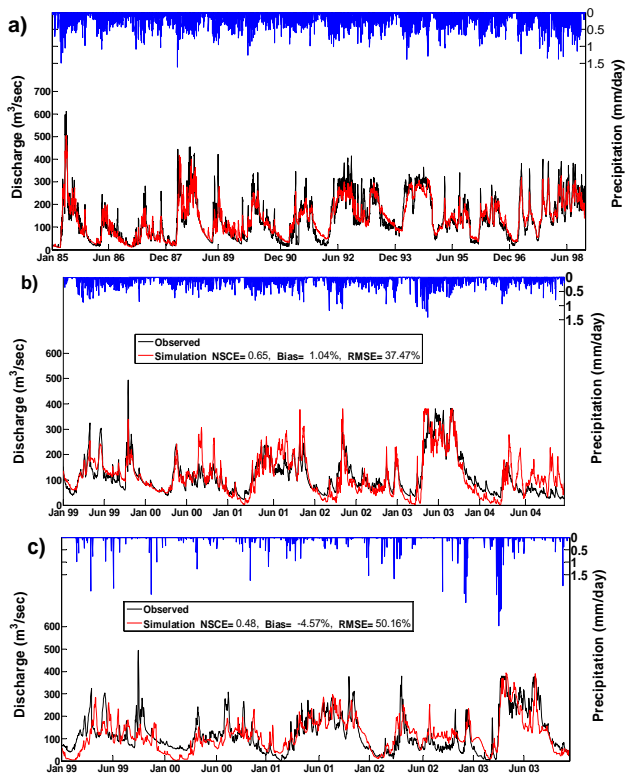 a)
0
0.5
1
1.5
Precipitation (mm/day)
Discharge (m³/sec)
700
600
500
400
300
200
100
0
Jan 85 June 86 Dec 87 June 89 Dec 90 June 92 Dec 93 June 95 Dec 96 June 98
b)
0
0.5
1
1.5
Precipitation (mm/day)
Discharge (m³/sec)
Observed
Simulation NSCE= 0.65, Bias= 1.04%, RMSE= 37.47%
600
500
400
300
200
100
0
Jan 99 June 99 Jan 00 Jun 00 Jan 01 Jun 01 Jan 02 Jun 02 Jan 03 Jun 03 Jan 04 Jun 04
c)
0
0.5
1
1.5
Precipitation (mm/day)
Discharge (m³/sec)
Observed
Simulation NSCE= 0.48, Bias= -4.57%, RMSE= 50.16%
600
500
400
300
200
100
0
Jan 99 Jun 99 Jan 00 Jun 00 Jan 01 Jun 01 Jan 02 Jun 02 Jan 03 Jun 03